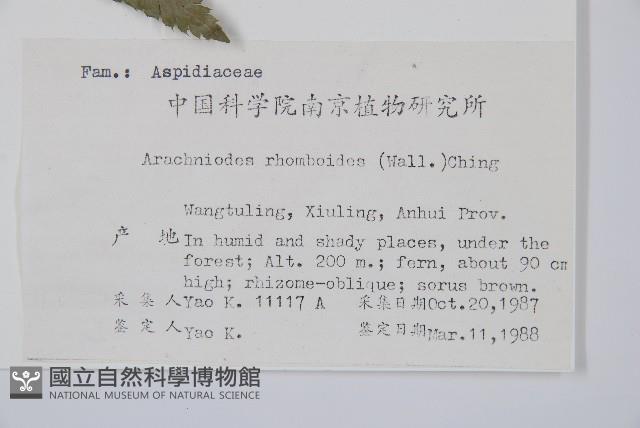 Fam.: Aspidiaceae
中国科学院南京植物研究所
Arachniodes rhomboides (Wall.)Ching
Wangtuling, Xiuling, Anhui Prov.
产 地 In humid and shady places, under the
forest; Alt. 200 m.; fern, about 90 cm
high; rhizome-oblique; sorus brown.
采 集 人 Yao K. 11117 A 采集日期 Oct.20,1987
鉴 定 人 Yao K. 鉴定日期 Mar.11,1988
國立自然科學博物館
NATIONAL MUSEUM OF NATURAL SCIENCE